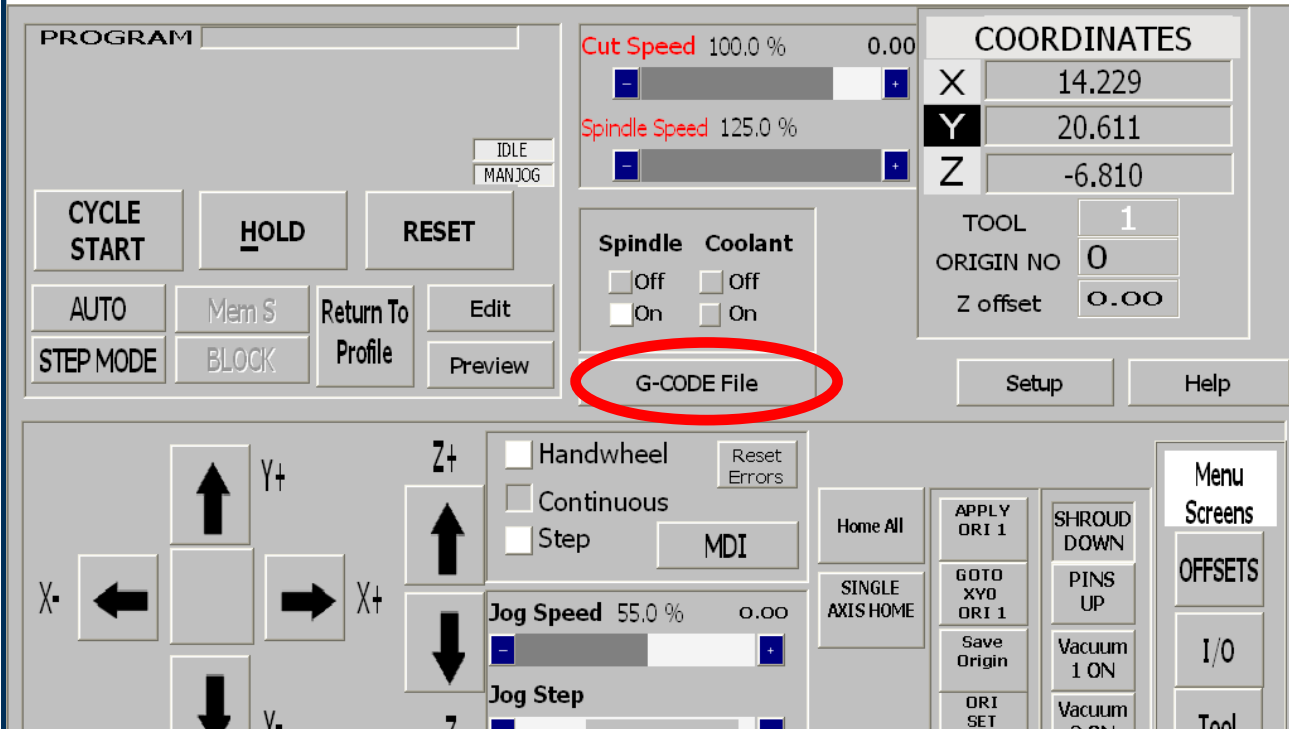 PROGRAM
IDLE
MANJOG
CYCLE
START
HOLD
RESET
AUTO
Mem S
Return To
Profile
Edit
STEP MODE
BLOCK
Preview
Cut Speed 100.0 % 0.00
-
+
Spindle Speed 125.0 %
-
+
Spindle Coolant
Off Off
On On
G-CODE File
COORDINATES
X 14.229
Y 20.611
Z -6.810
TOOL 1
ORIGIN NO 0
Z offset 0.00
Setup
Help
Y+
X-
X+
Y-
Z+
Handwheel
Continuous
Step
Reset
Errors
MDI
Jog Speed 55.0 % 0.00
-
+
Jog Step
Home All
SINGLE
AXIS HOME
APPLY
ORI 1
GOTO
XY0
ORI 1
Save
Origin
ORI
SET
SHROUD
DOWN
PINS
UP
Vacuum
1 ON
Vacuum
Menu
Screens
OFFSETS
I/O
Tool